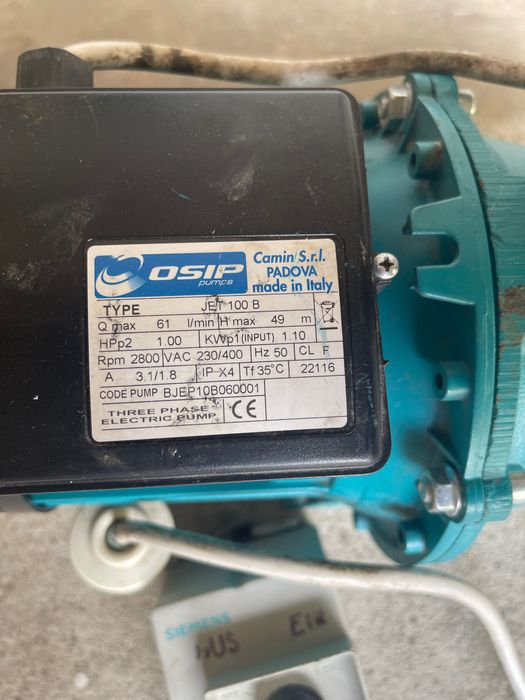 OSIP
pumps
Camin S.r.l.
PADOVA
made in Italy
TYPE JET 100 B
Q max 61 l/min H max 49 m
HPp2 1.00 KWp1 (INPUT) 1.10
Rpm 2800 VAC 230/400 Hz 50 CL F
A 3.1/1.8 IP X4 Tf 35°C 22116
CODE PUMP BJEP10B060001
THREE PHASE
ELECTRIC PUMP CE
SIEMENS
EIN